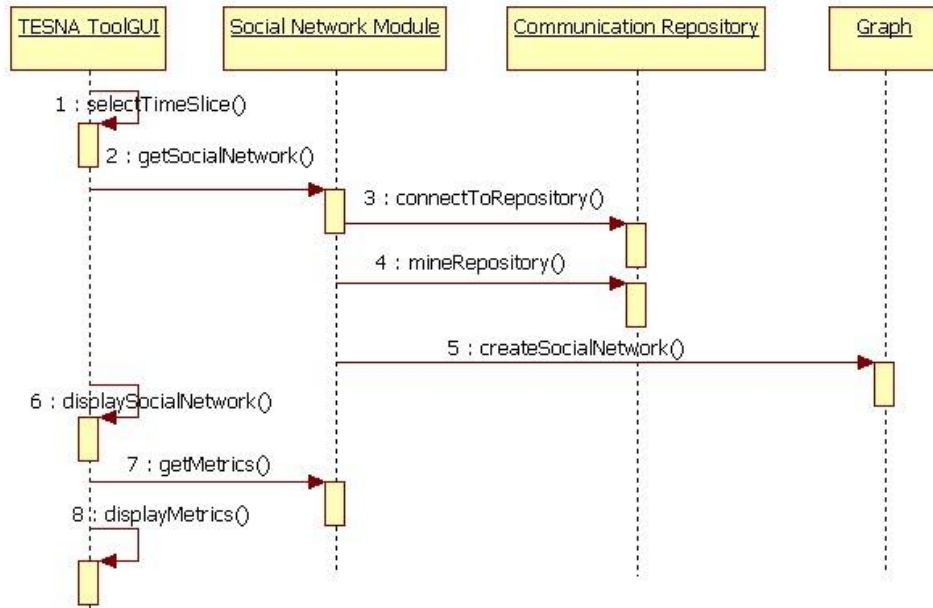 TESNA ToolGUI
Social Network Module
Communication Repository
Graph
1 : selectTimeSlice()
2 : getSocialNetwork()
3 : connectToRepository()
4 : mineRepository()
5 : createSocialNetwork()
6 : displaySocialNetwork()
7 : getMetrics()
8 : displayMetrics()